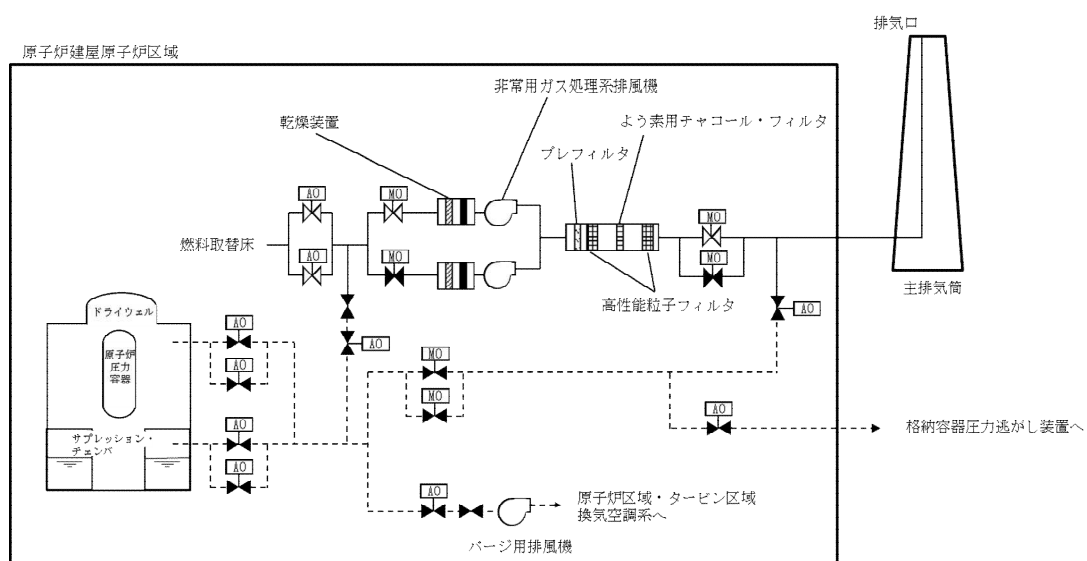 排気口
原子炉建屋原子炉区域
非常用ガス処理系排風機
乾燥装置
よう素用チャコール・フィルタ
プレフィルタ
AO
MO
MO
燃料取替床
AO
MO
MO
高性能粒子フィルタ
主排気筒
ドライウェル
原子炉
圧力
容器
AO
AO
AO
AO
MO
MO
サプレッション・
チェンバ
AO
AO
AO
格納容器圧力逃がし装置へ
AO
原子炉区域・タービン区域
換気空調系へ
パージ用排風機